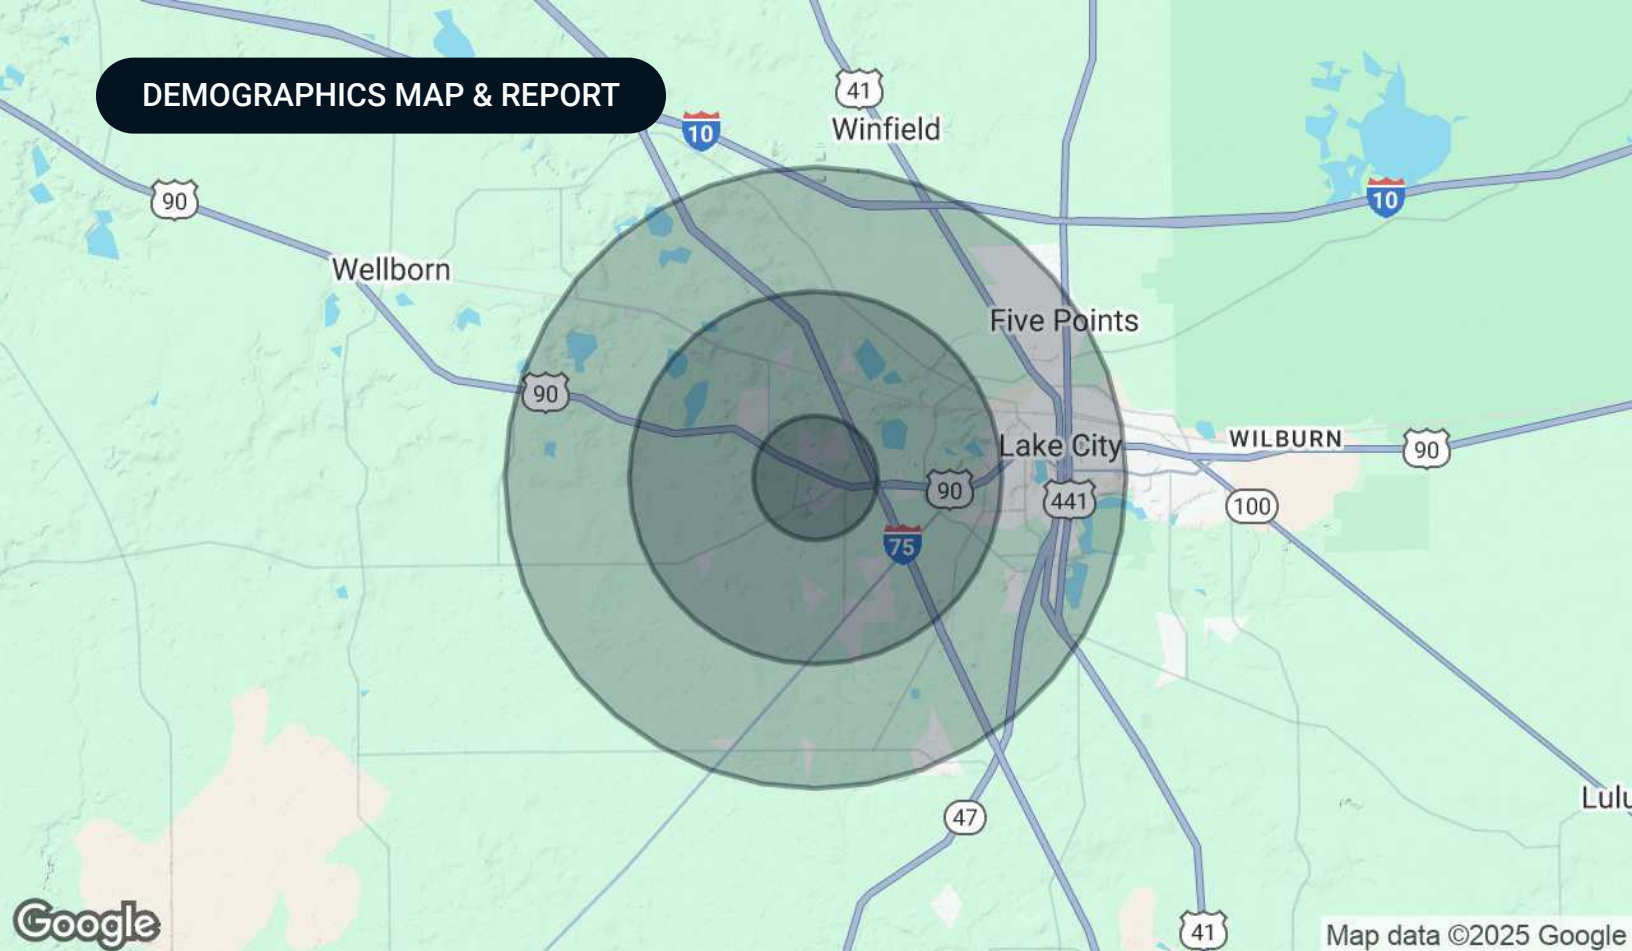 DEMOGRAPHICS MAP & REPORT
41
Winfield
10
90
10
Wellborn
Five Points
90
Lake City
WILBURN
90
90
441
100
75
Lulu
47
Google
41
Map data ©2025 Google